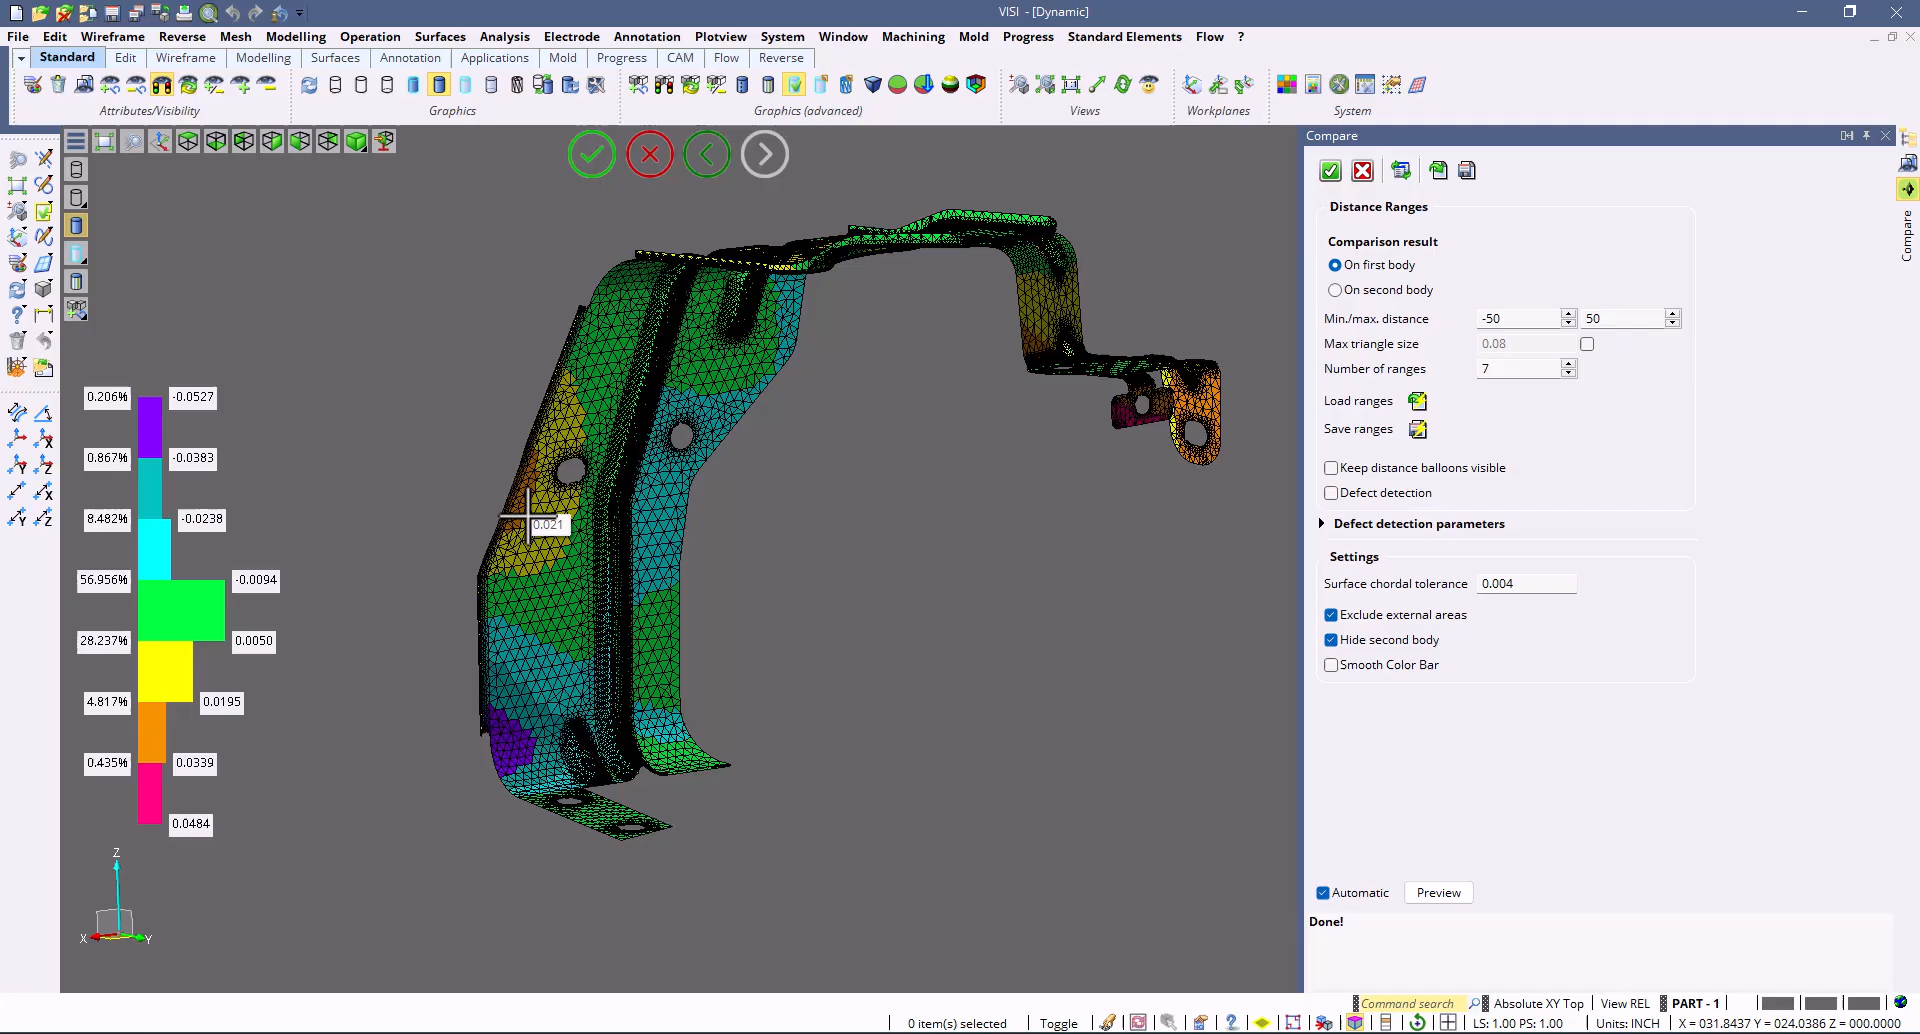 VISI - [Dynamic]
File Edit Wireframe Reverse Mesh Modelling Operation Surfaces Analysis Electrode Annotation Plotview System Window Machining Mold Progress Standard Elements Flow ?
Standard Edit Wireframe Modelling Surfaces Annotation Applications Mold Progress CAM Flow Reverse
Attributes/Visibility Graphics Graphics (advanced) Views Workplanes System
Compare
Compare
Distance Ranges
Comparison result
On first body
On second body
Min./max. distance -50 50
Max triangle size 0.08
Number of ranges 7
Load ranges
Save ranges
Keep distance balloons visible
Defect detection
Defect detection parameters
Settings
Surface chordal tolerance 0.004
Exclude external areas
Hide second body
Smooth Color Bar
Automatic Preview
Done!
0.206% -0.0527
0.867% -0.0383
8.482% -0.0238
56.956% -0.0094
28.237% 0.0050
4.817% 0.0195
0.435% 0.0339
0.0484
0.021
Z
X Y
Command search Absolute XY Top View REL PART - 1
0 item(s) selected Toggle LS: 1.00 PS: 1.00 Units: INCH X = 031.8437 Y = 024.0386 Z = 000.0000